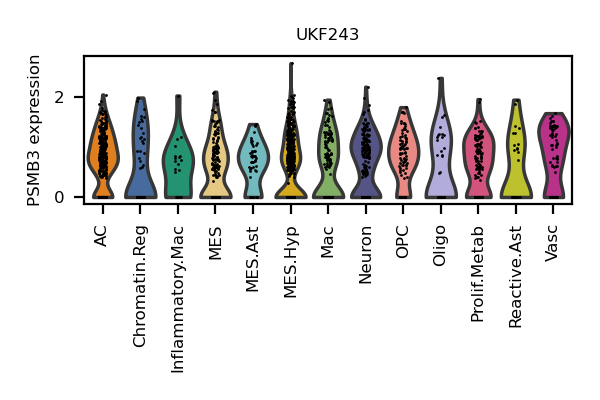 UKF243
PSMB3 expression
2
0
AC
Chromatin.Reg
Inflammatory.Mac
MES
MES.Ast
MES.Hyp
Mac
Neuron
OPC
Oligo
Prolif.Metab
Reactive.Ast
Vasc